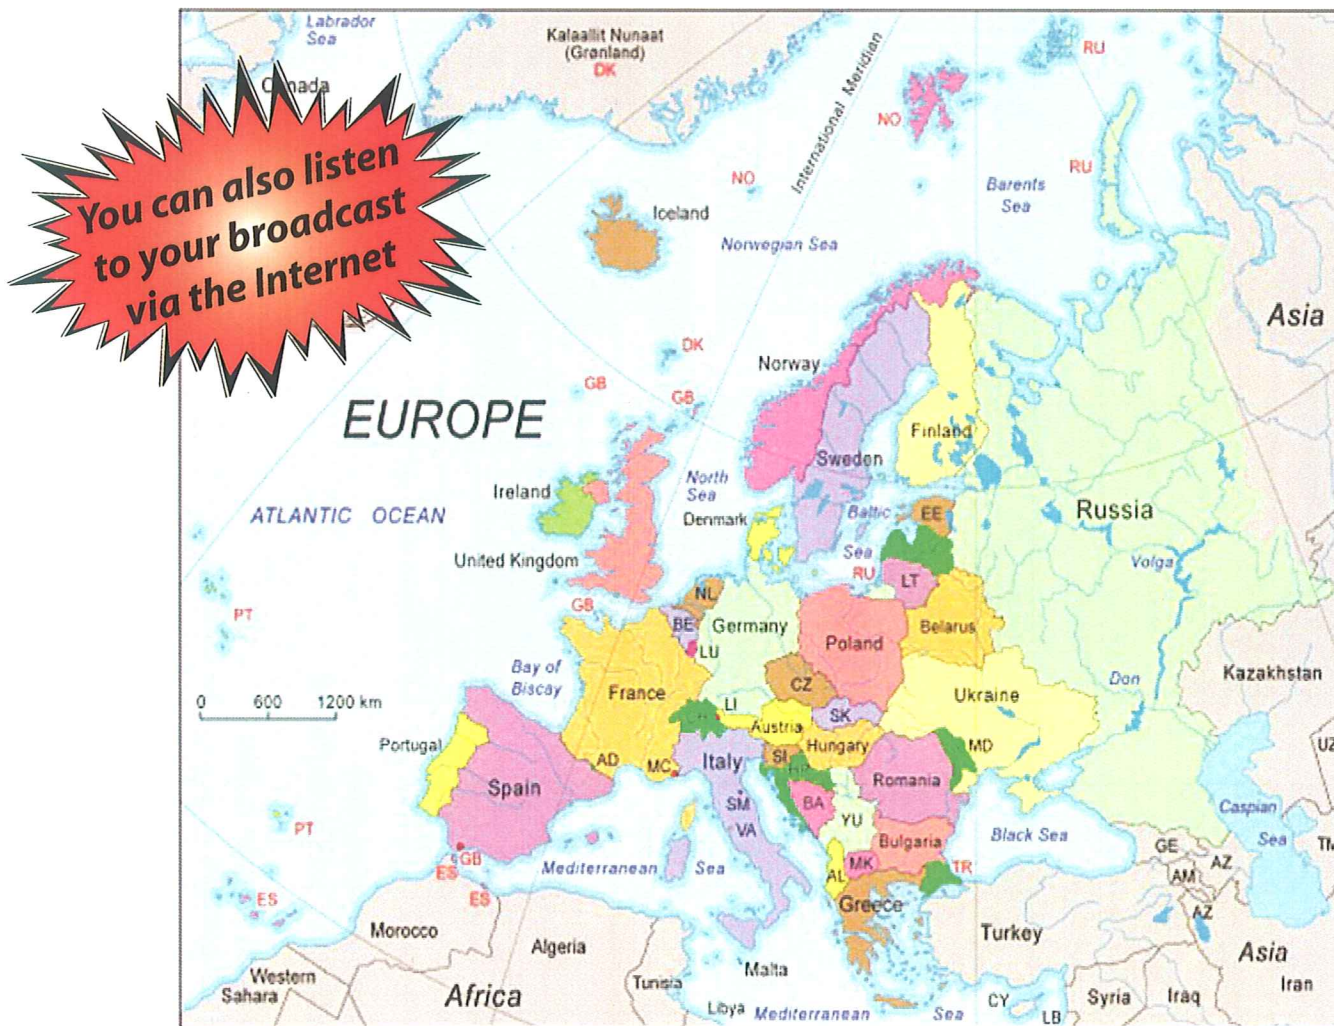 Labrador
Sea
Kalaallit Nunaat
(Grønland)
DK
Canada
You can also listen
to your broadcast
via the Internet
International Meridian
RU
NO
RU
NO
Barents
Sea
Iceland
Norwegian Sea
Asia
DK
Norway
GB
GB
EUROPE
Finland
Sweden
North
Sea
Ireland
ATLANTIC OCEAN
Denmark
Baltic
Sea
EE
Russia
United Kingdom
Volga
RU
LT
NL
GB
PT
BE
Germany
Belarus
Poland
LU
Bay of
Biscay
France
CZ
Ukraine
Don
Kazakhstan
0 600 1200 km
LI
CH
Austria
SK
Portugal
Hungary
MD
UZ
AD
MC
Italy
SI
HR
Romania
Spain
SM
BA
YU
VA
Caspian
Sea
PT
Black Sea
Bulgaria
GB
ES
Mediterranean Sea
MK
AL
TR
GE
AZ
TM
AM
ES
ES
Greece
AZ
Morocco
Algeria
Turkey
Asia
Western
Sahara
Malta
Tunisia
Africa
Libya
Mediterranean Sea
CY
LB
Syria
Iraq
Iran